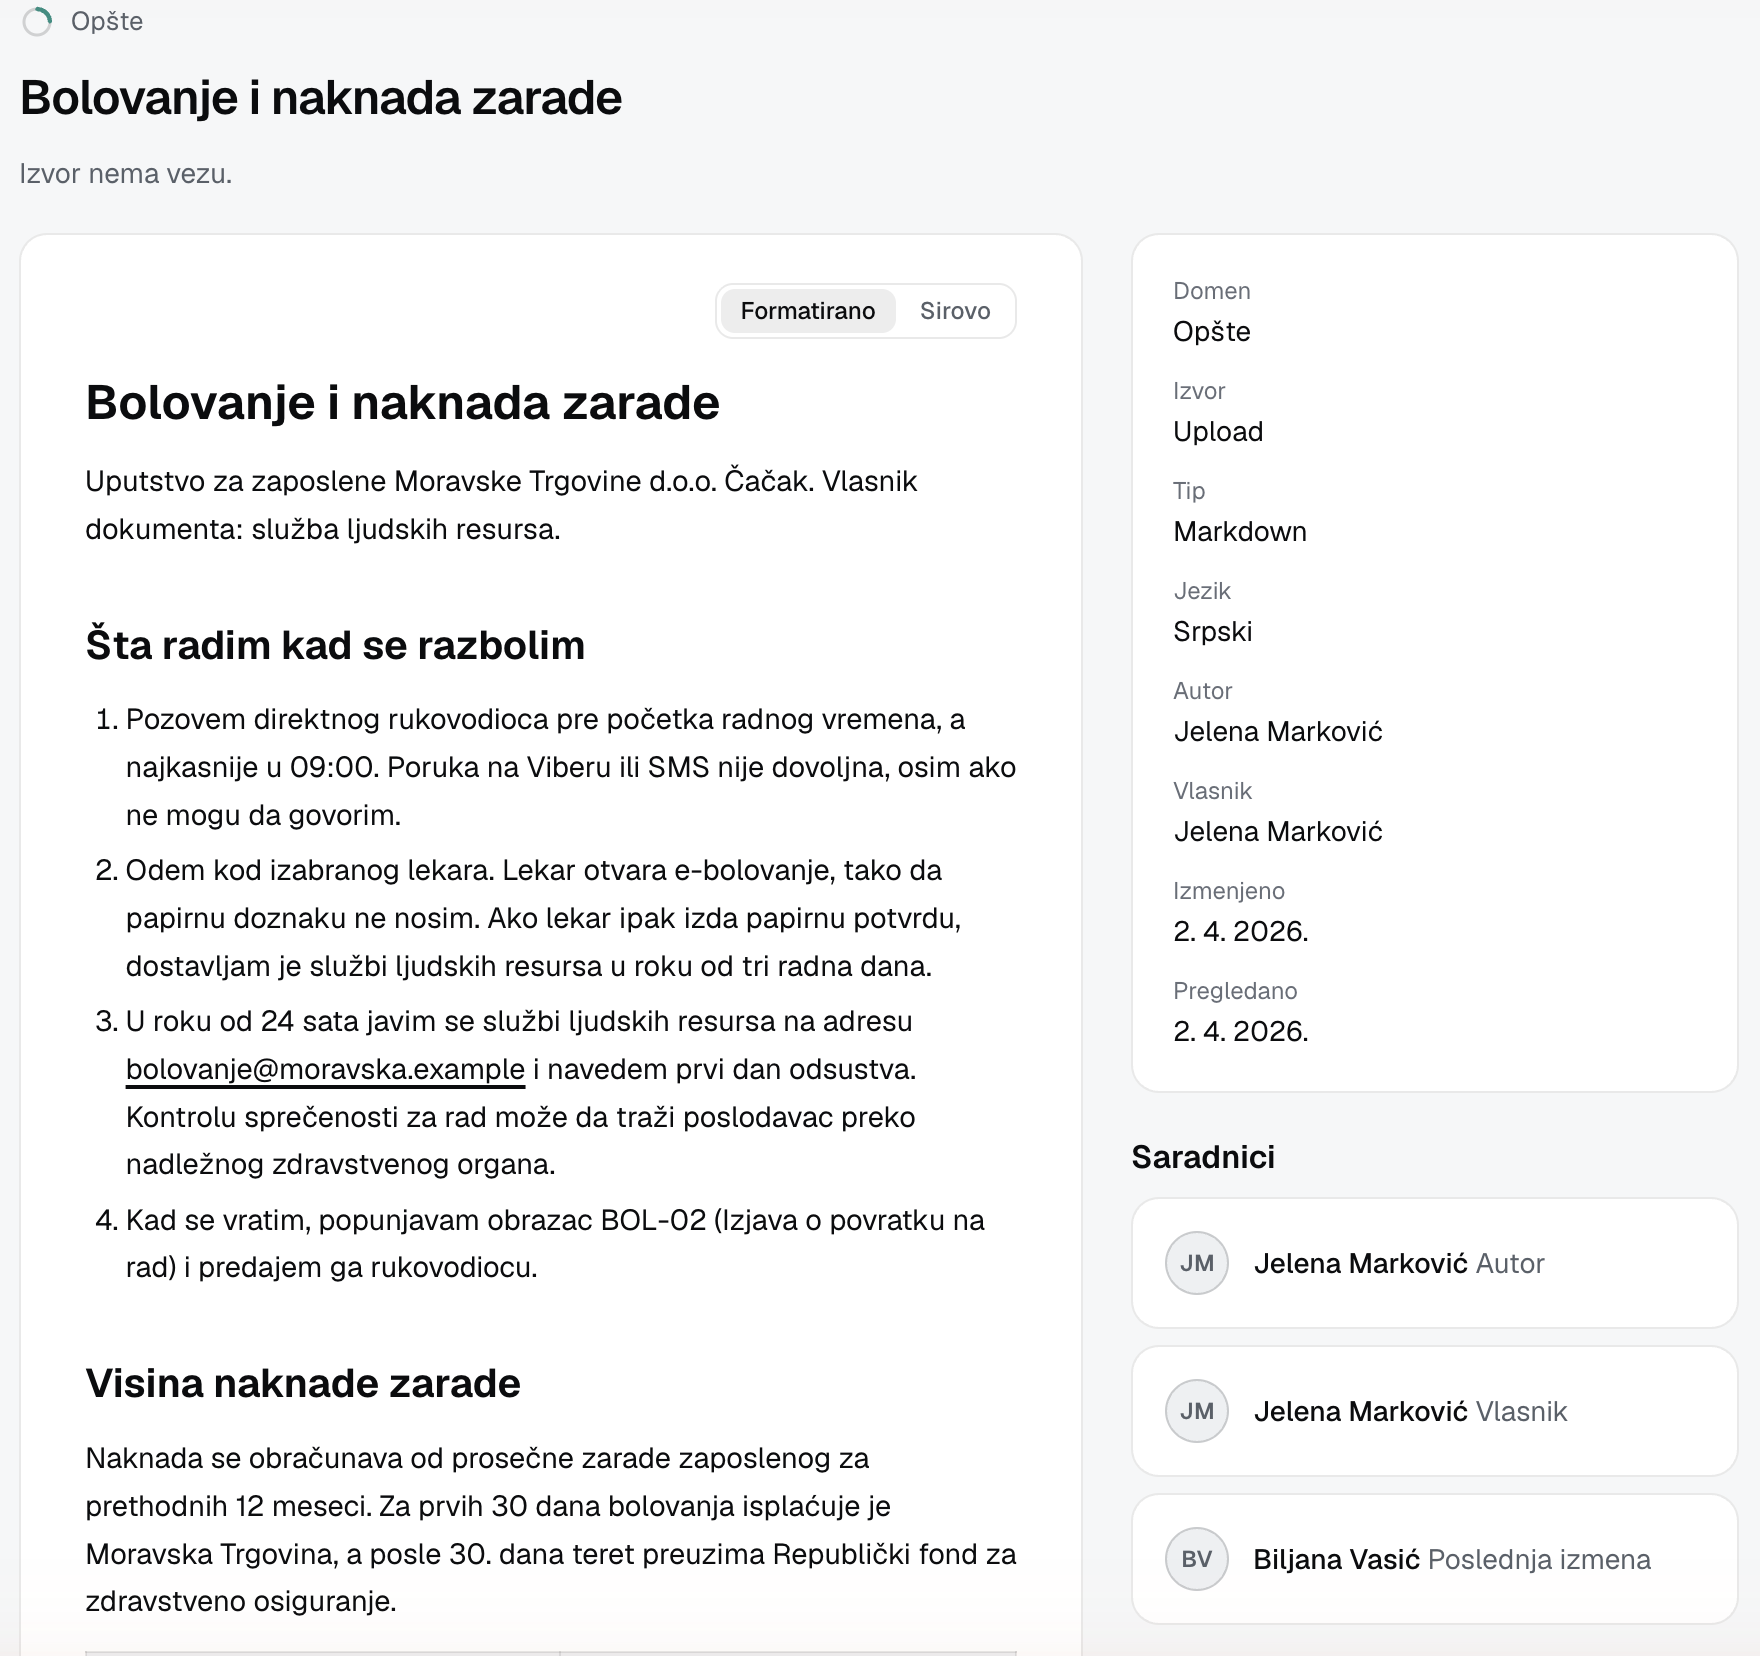 Opšte
Bolovanje i naknada zarade
Izvor nema vezu.
Formatirano
Sirovo
Bolovanje i naknada zarade
Uputstvo za zaposlene Moravske Trgovine d.o.o. Čačak. Vlasnik
dokumenta: služba ljudskih resursa.
Šta radim kad se razbolim
1. Pozovem direktnog rukovodioca pre početka radnog vremena, a
najkasnije u 09:00. Poruka na Viberu ili SMS nije dovoljna, osim ako
ne mogu da govorim.
2. Odem kod izabranog lekara. Lekar otvara e-bolovanje, tako da
papirnu doznaku ne nosim. Ako lekar ipak izda papirnu potvrdu,
dostavljam je službi ljudskih resursa u roku od tri radna dana.
3. U roku od 24 sata javim se službi ljudskih resursa na adresu
bolovanje@moravska.example i navedem prvi dan odsustva.
Kontrolu sprečenosti za rad može da traži poslodavac preko
nadležnog zdravstvenog organa.
4. Kad se vratim, popunjavam obrazac BOL-02 (Izjava o povratku na
rad) i predajem ga rukovodiocu.
Visina naknade zarade
Naknada se obračunava od prosečne zarade zaposlenog za
prethodnih 12 meseci. Za prvih 30 dana bolovanja isplaćuje je
Moravska Trgovina, a posle 30. dana teret preuzima Republički fond za
zdravstveno osiguranje.
Domen
Opšte
Izvor
Upload
Tip
Markdown
Jezik
Srpski
Autor
Jelena Marković
Vlasnik
Jelena Marković
Izmenjeno
2. 4. 2026.
Pregledano
2. 4. 2026.
Saradnici
JM Jelena Marković Autor
JM Jelena Marković Vlasnik
BV Biljana Vasić Poslednja izmena